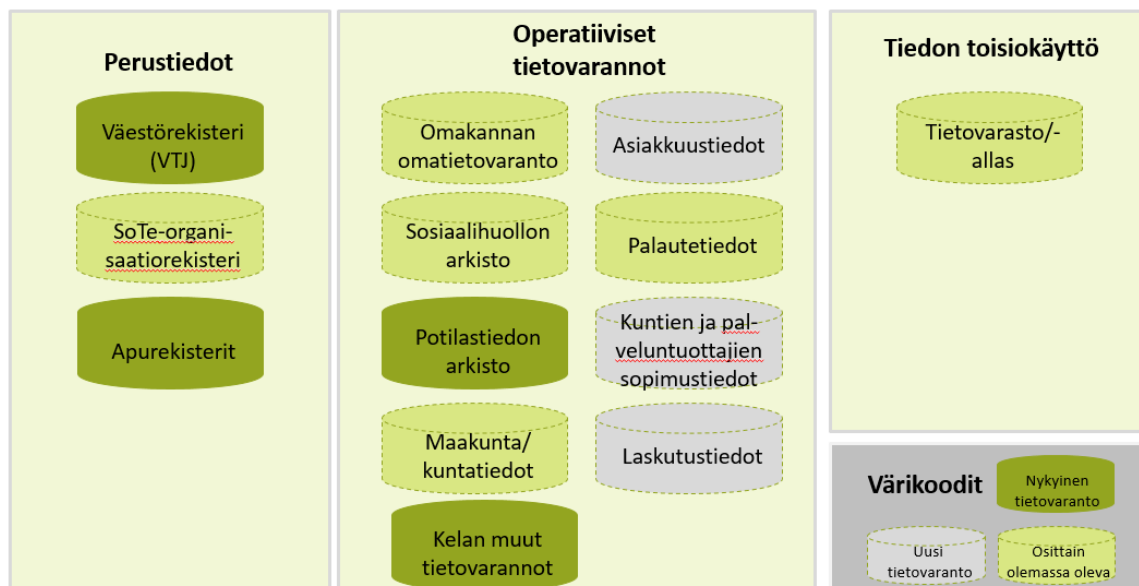 Perustiedot
Väestörekisteri
(VTJ)
SoTe-organi-
saatiorekisteri
Apurekisterit
Operatiiviset
tietovarannot
Omakannan
omatietovaranto
Asiakkuustiedot
Sosiaalihuollon
arkisto
Palautetiedot
Potilastiedon
arkisto
Kuntien ja pal-
veluntuottajien
sopimustiedot
Maakunta/
kuntatiedot
Laskutustiedot
Kelan muut
tietovarannot
Tiedon toisiokäyttö
Tietovarasto/-
allas
Värikoodit
Nykyinen
tietovaranto
Uusi
tietovaranto
Osittain
olemassa oleva